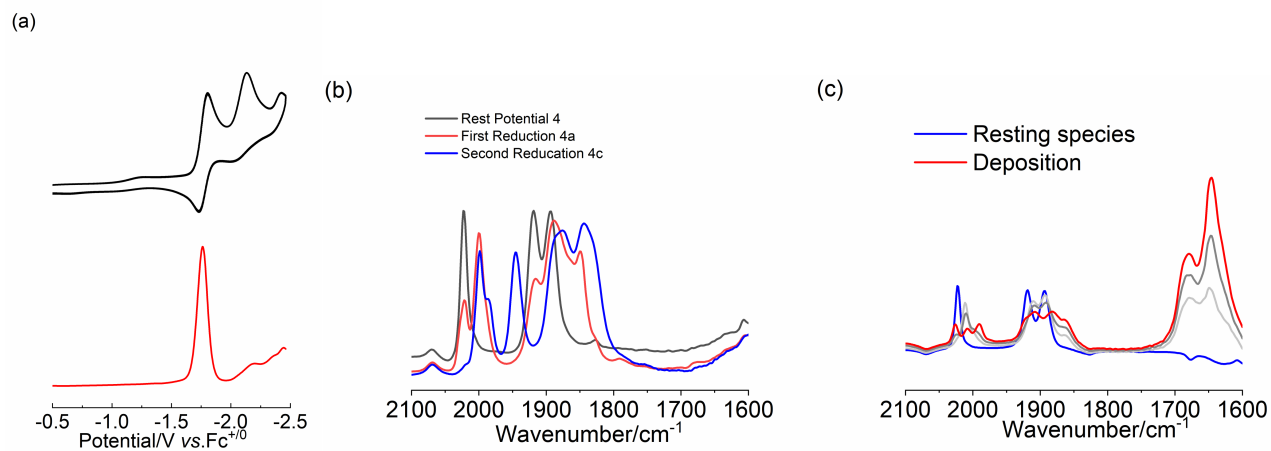 (a)
-0.5 -1.0 -1.5 -2.0 -2.5
Potential/V vs.Fc+/0
(b)
Rest Potential 4
First Reduction 4a
Second Reducation 4c
2100 2000 1900 1800 1700 1600
Wavenumber/cm-1
(c)
Resting species
Deposition
2100 2000 1900 1800 1700 1600
Wavenumber/cm-1